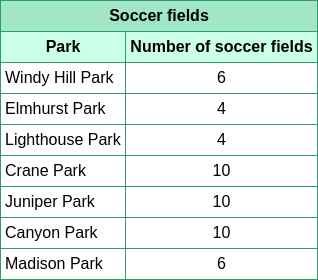 Soccer fields
Park Number of soccer fields
Windy Hill Park 6
Elmhurst Park 4
Lighthouse Park 4
Crane Park 10
Juniper Park 10
Canyon Park 10
Madison Park 6